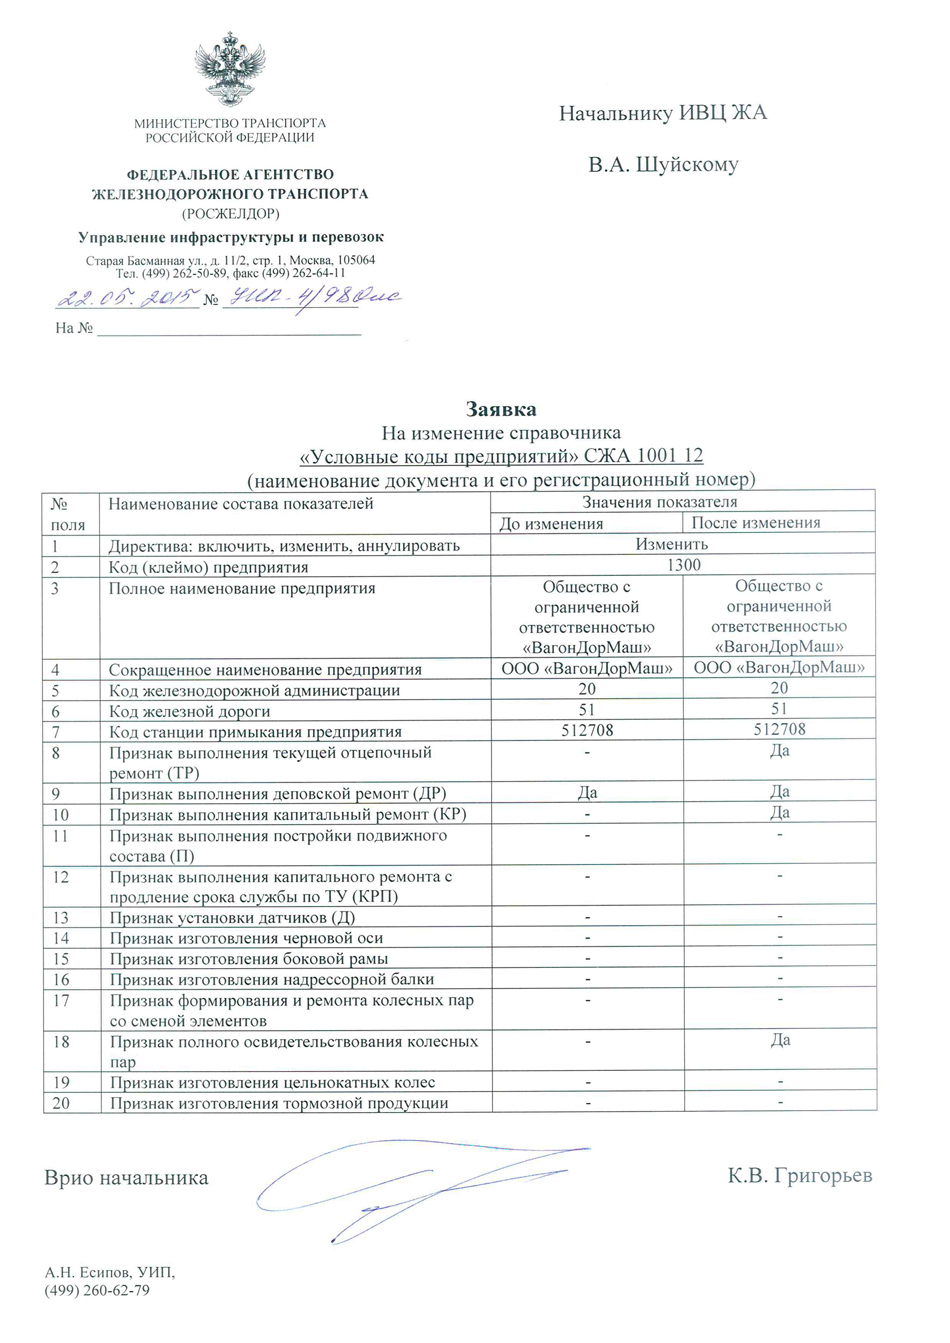 МИНИСТЕРСТВО ТРАНСПОРТА
РОССИЙСКОЙ ФЕДЕРАЦИИ
ФЕДЕРАЛЬНОЕ АГЕНТСТВО
ЖЕЛЕЗНОДОРОЖНОГО ТРАНСПОРТА
(РОСЖЕЛДОР)
Управление инфраструктуры и перевозок
Старая Басманная ул., д. 11/2, стр. 1, Москва, 105064
Тел. (499) 262-50-89, факс (499) 262-64-11
22.05.2015 № УИП-4/98
На №
Начальнику ИВЦ ЖА
В.А. Шуйскому
Заявка
На изменение справочника
«Условные коды предприятий» СЖА 1001 12
(наименование документа и его регистрационный номер)
№ поля Наименование состава показателей Значения показателя
До изменения После изменения
1 Директива: включить, изменить, аннулировать Изменить
2 Код (клеймо) предприятия 1300
3 Полное наименование предприятия Общество с ограниченной ответственностью «ВагонДорМаш» Общество с ограниченной ответственностью «ВагонДорМаш»
4 Сокращенное наименование предприятия ООО «ВагонДорМаш» ООО «ВагонДорМаш»
5 Код железнодорожной администрации 20 20
6 Код железной дороги 51 51
7 Код станции примыкания предприятия 512708 512708
8 Признак выполнения текущей отцепочный ремонт (ТР) - Да
9 Признак выполнения деповской ремонт (ДР) Да Да
10 Признак выполнения капитальный ремонт (КР) - Да
11 Признак выполнения постройки подвижного состава (П) - -
12 Признак выполнения капитального ремонта с продление срока службы по ТУ (КРП) - -
13 Признак установки датчиков (Д) - -
14 Признак изготовления черновой оси - -
15 Признак изготовления боковой рамы - -
16 Признак изготовления надрессорной балки - -
17 Признак формирования и ремонта колесных пар со сменой элементов - -
18 Признак полного освидетельствования колесных пар - Да
19 Признак изготовления цельнокатных колес - -
20 Признак изготовления тормозной продукции - -
Врио начальника К.В. Григорьев
А.Н. Есипов, УИП,
(499) 260-62-79